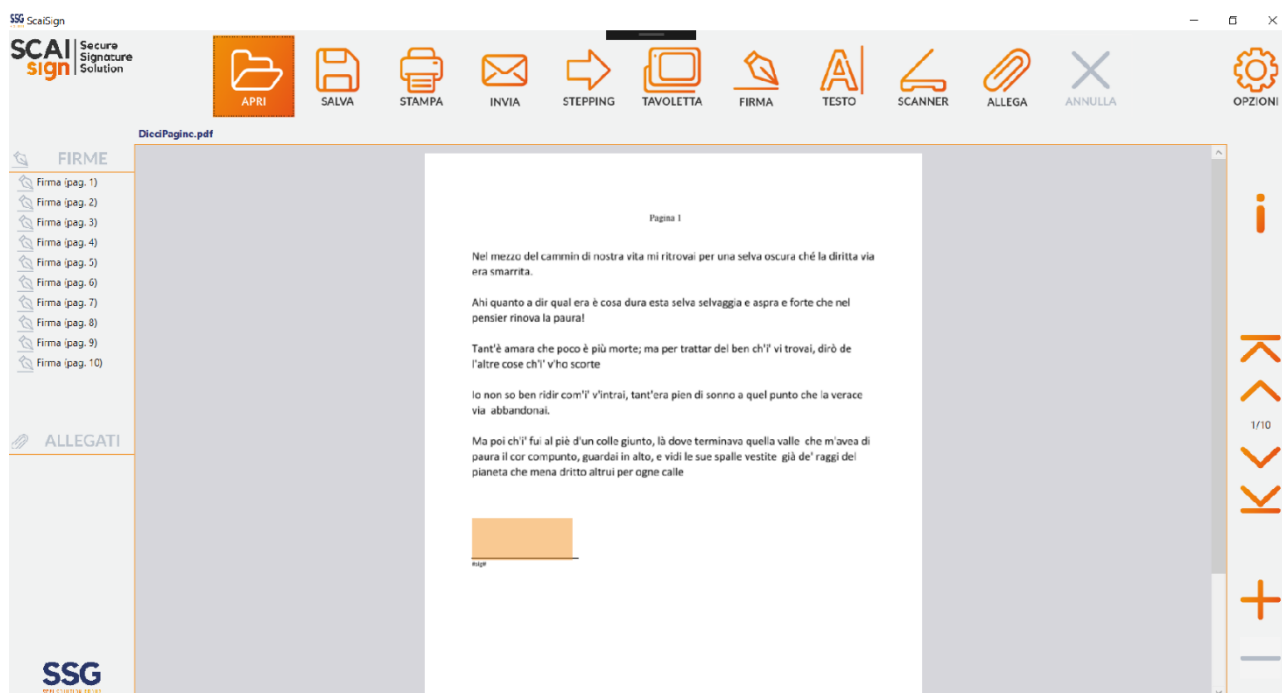 SSG ScaiSign
SCAI Sign Secure Signature Solution
APRI SALVA STAMPA INVIA STEPPING TAVOLETTA FIRMA TESTO SCANNER ALLEGA ANNULLA OPZIONI
DieciPagine.pdf
FIRME
Firma (pag. 1)
Firma (pag. 2)
Firma (pag. 3)
Firma (pag. 4)
Firma (pag. 5)
Firma (pag. 6)
Firma (pag. 7)
Firma (pag. 8)
Firma (pag. 9)
Firma (pag. 10)
ALLEGATI
SSG
Pagina 1
Nel mezzo del cammin di nostra vita mi ritrovai per una selva oscura ché la diritta via
era smarrita.
Ahi quanto a dir qual era è cosa dura esta selva selvaggia e aspra e forte che nel
pensier rinova la paura!
Tant'è amara che poco è più morte; ma per trattar del ben ch'i' vi trovai, dirò de
l'altre cose ch'i' v'ho scorte
Io non so ben ridir com'i' v'intrai, tant'era pien di sonno a quel punto che la verace
via abbandonai.
Ma poi ch'i' fui al piè d'un colle giunto, là dove terminava quella valle che m'avea di
paura il cor compunto, guardai in alto, e vidi le sue spalle vestite già de' raggi del
pianeta che mena dritto altrui per ogne calle
#sig#
1/10